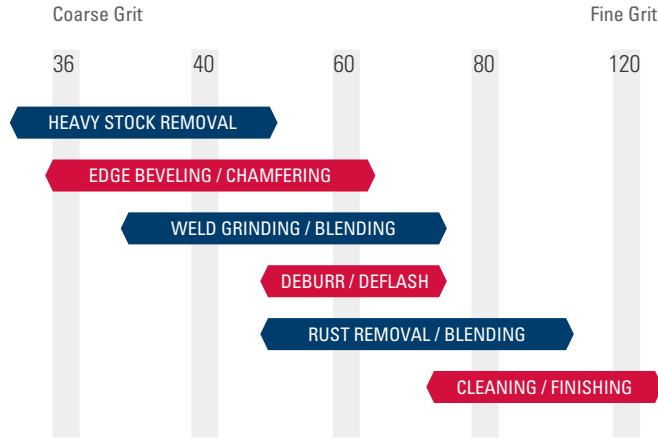 Coarse Grit Fine Grit
36 40 60 80 120
HEAVY STOCK REMOVAL
EDGE BEVELING / CHAMFERING
WELD GRINDING / BLENDING
DEBURR / DEFLASH
RUST REMOVAL / BLENDING
CLEANING / FINISHING